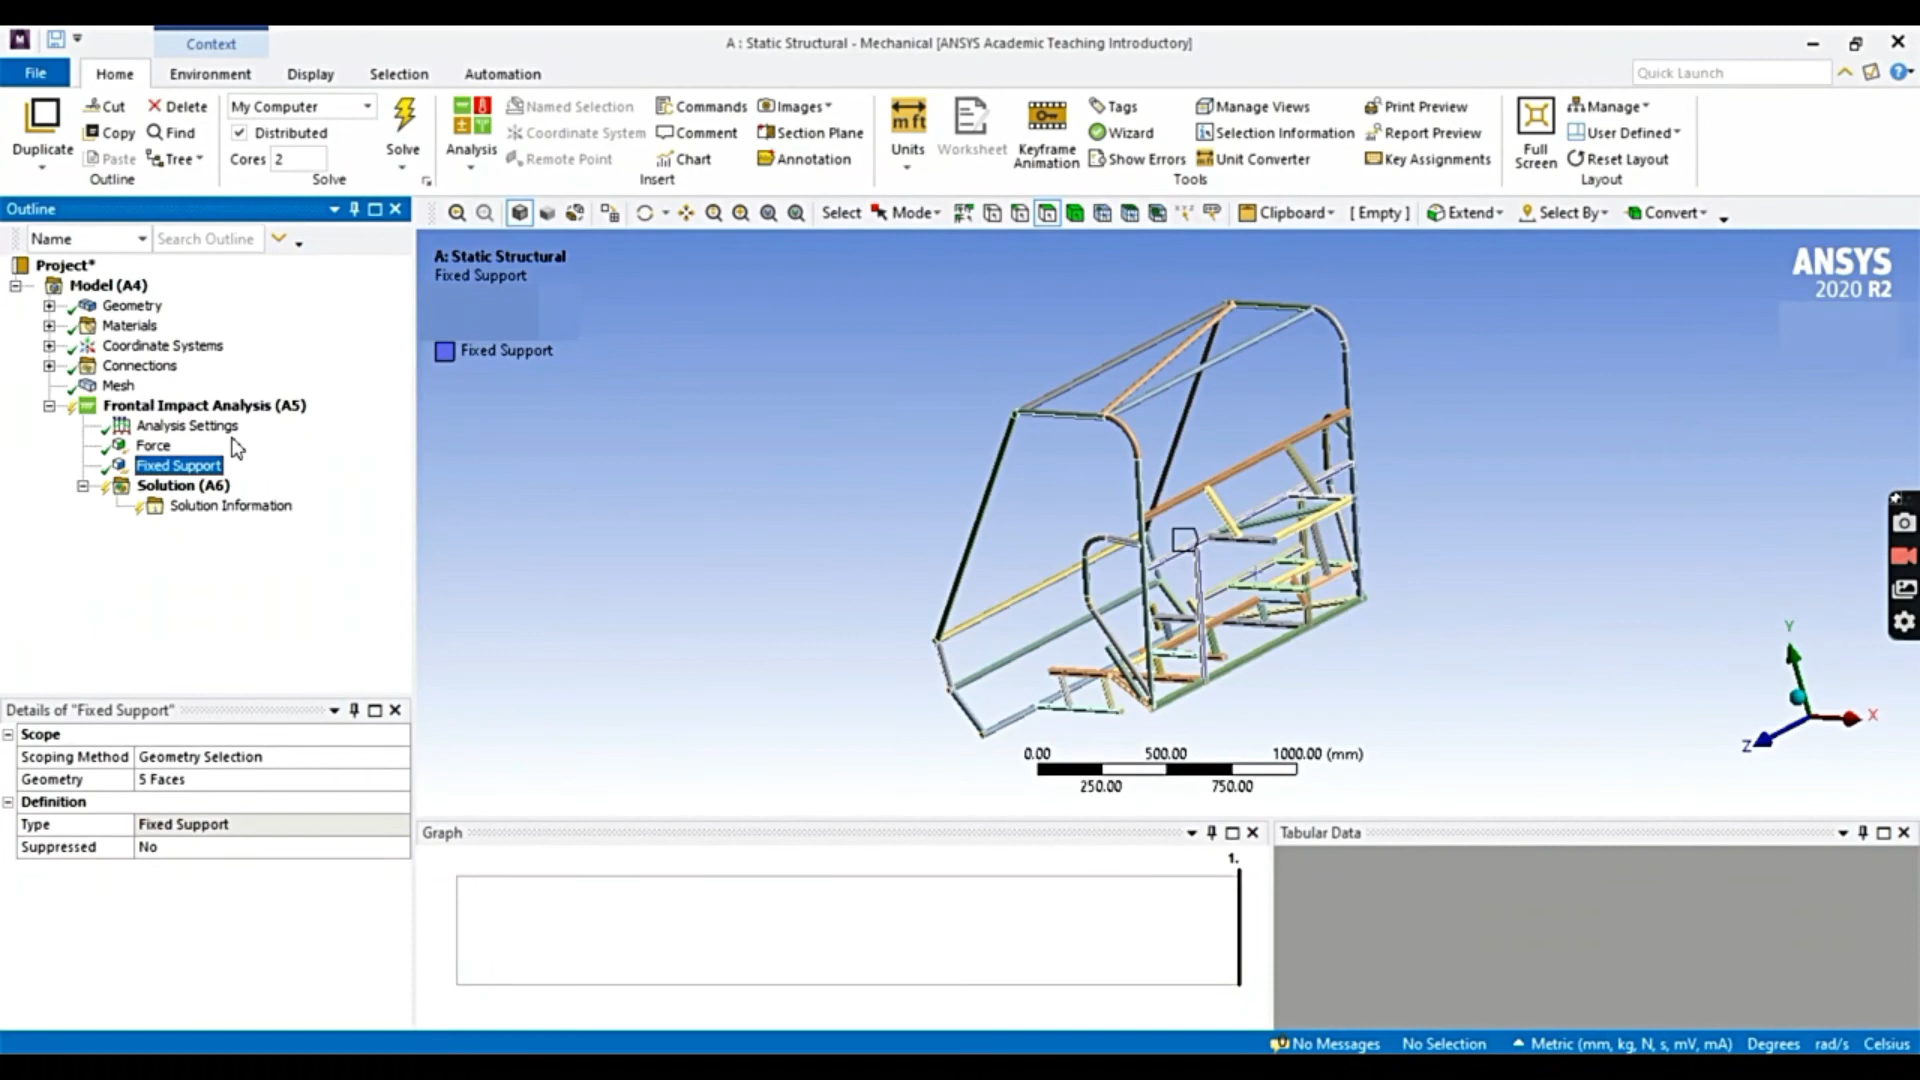 Context
A : Static Structural - Mechanical [ANSYS Academic Teaching Introductory]
File Home Environment Display Selection Automation
Quick Launch
Duplicate
Cut
Copy
Paste
Delete
Find
Tree
Outline
My Computer
Distributed
Cores 2
Solve
Solve
Analysis
Named Selection
Coordinate System
Remote Point
Commands
Comment
Chart
Images
Section Plane
Annotation
Insert
m ft
Units
Worksheet
Keyframe
Animation
Tags
Wizard
Show Errors
Manage Views
Selection Information
Unit Converter
Print Preview
Report Preview
Key Assignments
Tools
Full
Screen
Manage
User Defined
Reset Layout
Layout
Outline
Name
Search Outline
Project*
Model (A4)
Geometry
Materials
Coordinate Systems
Connections
Mesh
Frontal Impact Analysis (A5)
Analysis Settings
Force
Fixed Support
Solution (A6)
Solution Information
Select Mode Clipboard [ Empty ] Extend Select By Convert
A: Static Structural
Fixed Support
Fixed Support
ANSYS
2020 R2
Y
X
Z
0.00 500.00 1000.00 (mm)
250.00 750.00
Details of "Fixed Support"
Scope
Scoping Method Geometry Selection
Geometry 5 Faces
Definition
Type Fixed Support
Suppressed No
Graph
1.
Tabular Data
No Messages No Selection Metric (mm, kg, N, s, mV, mA) Degrees rad/s Celsius